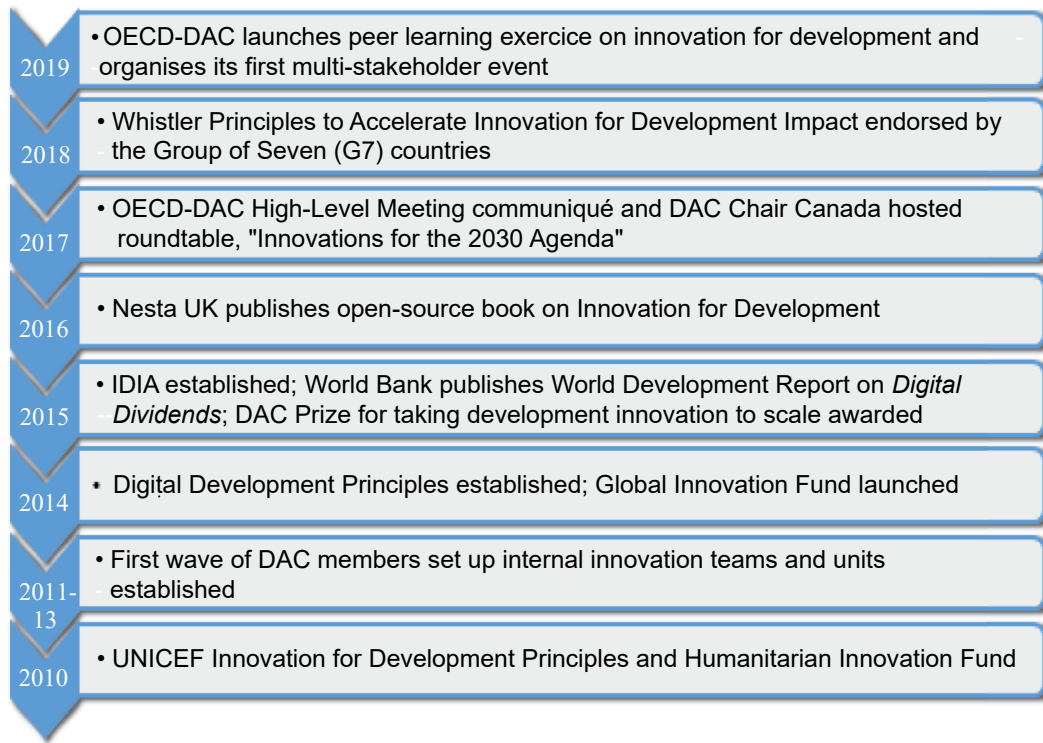 2019
• OECD-DAC launches peer learning exercice on innovation for development and
organises its first multi-stakeholder event
2018
• Whistler Principles to Accelerate Innovation for Development Impact endorsed by
the Group of Seven (G7) countries
2017
• OECD-DAC High-Level Meeting communiqué and DAC Chair Canada hosted
roundtable, "Innovations for the 2030 Agenda"
2016
• Nesta UK publishes open-source book on Innovation for Development
2015
• IDIA established; World Bank publishes World Development Report on Digital
Dividends; DAC Prize for taking development innovation to scale awarded
2014
• Digital Development Principles established; Global Innovation Fund launched
2011-
13
• First wave of DAC members set up internal innovation teams and units
established
2010
• UNICEF Innovation for Development Principles and Humanitarian Innovation Fund